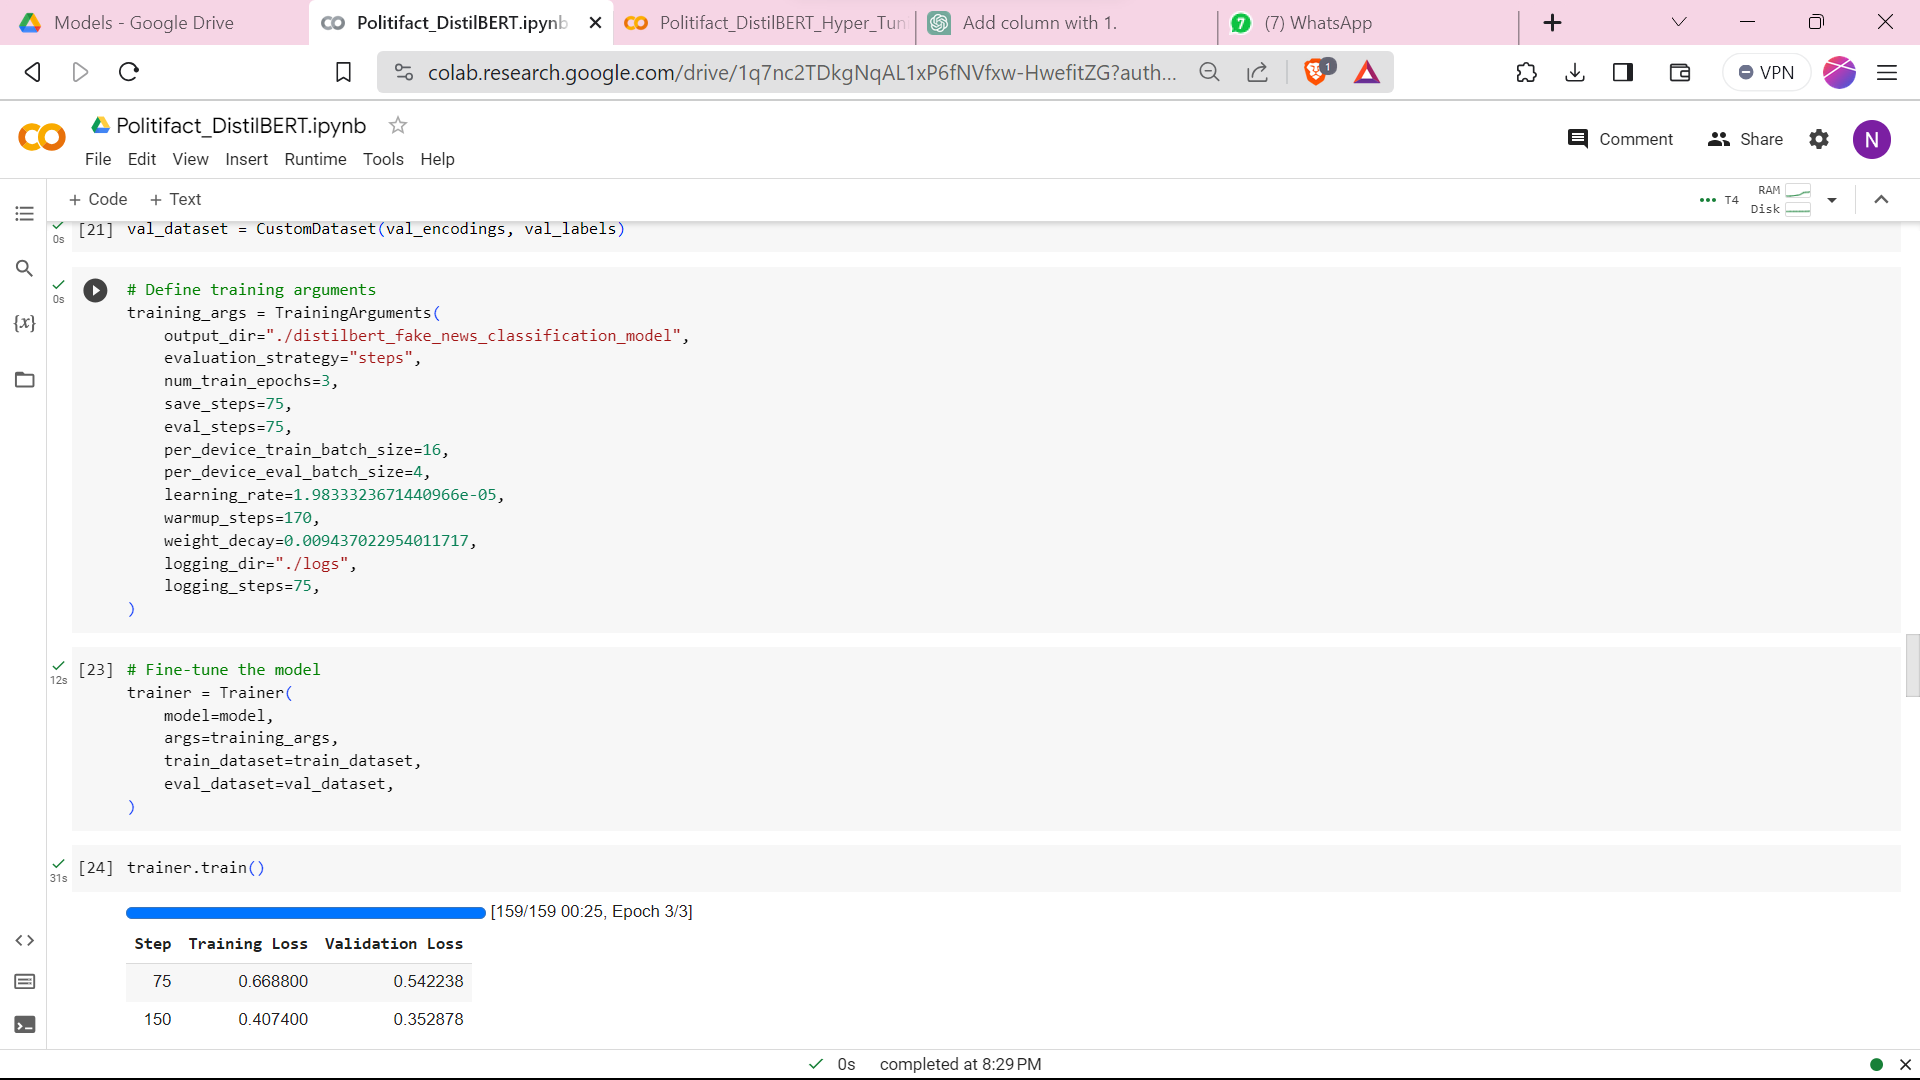 Models - Google Drive
Politifact_DistilBERT.ipynb
Politifact_DistilBERT_Hyper_Tun
Add column with 1.
7 (7) WhatsApp
colab.research.google.com/drive/1q7nc2TDkgNqAL1xP6fNVfxw-HwefitZG?auth...
1
VPN
Politifact_DistilBERT.ipynb
Comment
Share
N
File Edit View Insert Runtime Tools Help
+ Code + Text
T4
RAM
Disk
0s [21] val_dataset = CustomDataset(val_encodings, val_labels)
0s
# Define training arguments
training_args = TrainingArguments(
output_dir="./distilbert_fake_news_classification_model",
evaluation_strategy="steps",
num_train_epochs=3,
save_steps=75,
eval_steps=75,
per_device_train_batch_size=16,
per_device_eval_batch_size=4,
learning_rate=1.9833323671440966e-05,
warmup_steps=170,
weight_decay=0.009437022954011717,
logging_dir="./logs",
logging_steps=75,
)
12s [23] # Fine-tune the model
trainer = Trainer(
model=model,
args=training_args,
train_dataset=train_dataset,
eval_dataset=val_dataset,
)
31s [24] trainer.train()
[159/159 00:25, Epoch 3/3]
Step Training Loss Validation Loss
75 0.668800 0.542238
150 0.407400 0.352878
0s completed at 8:29 PM